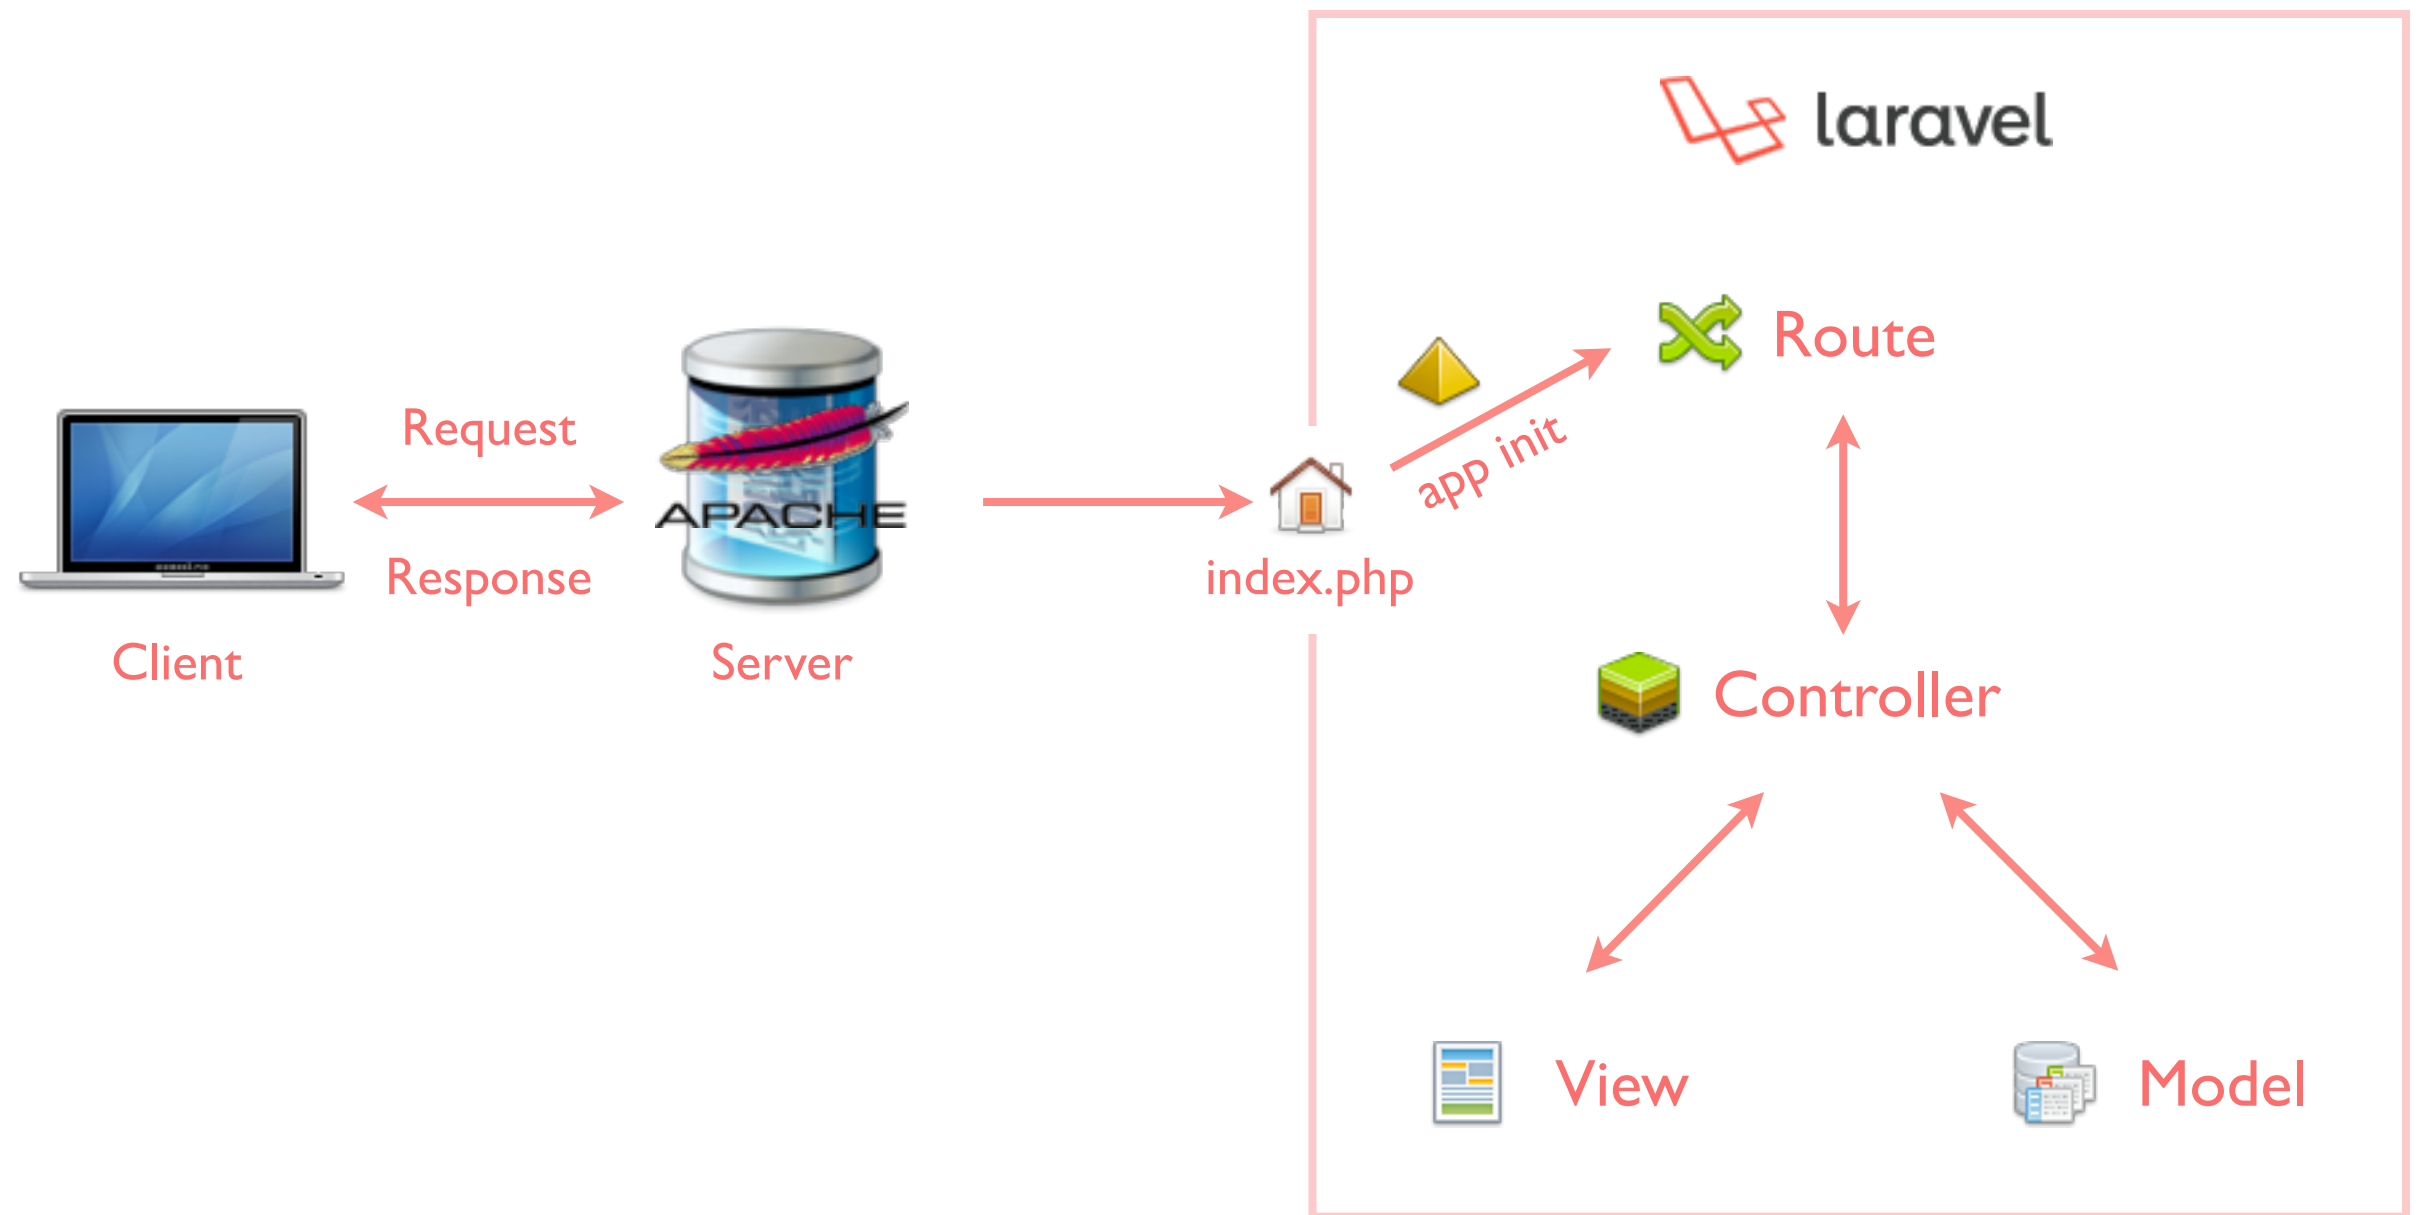 laravel
Route
Request
app init
APACHE
Response
index.php
Client
Server
Controller
View
Model